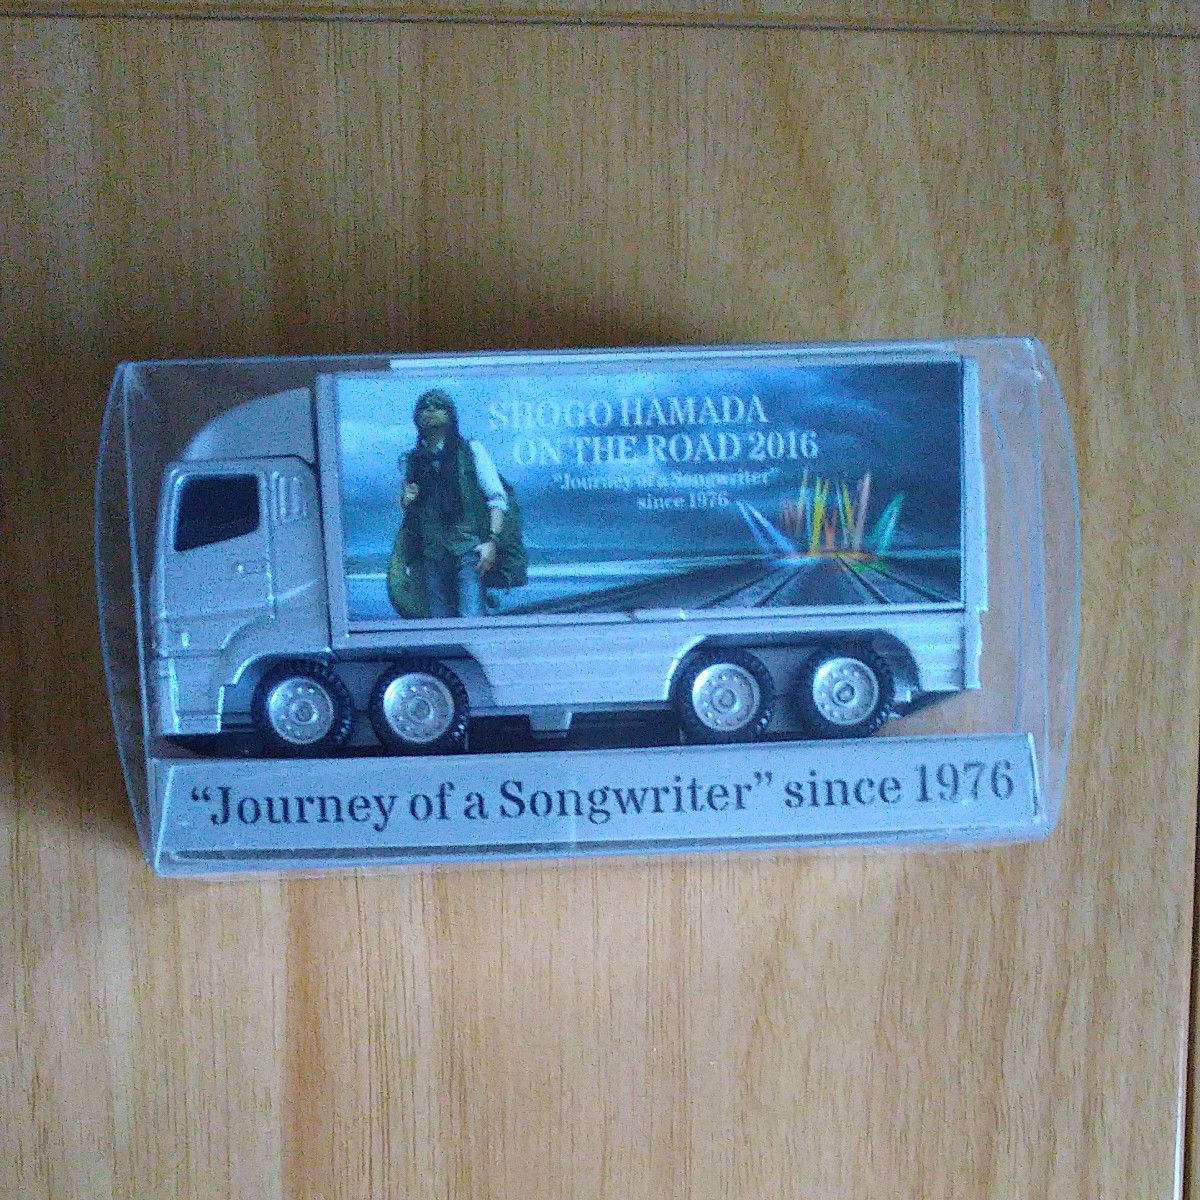 SHOGO HAMADA
ON THE ROAD 2016
"Journey of a Songwriter"
since 1976
“Journey of a Songwriter” since 1976